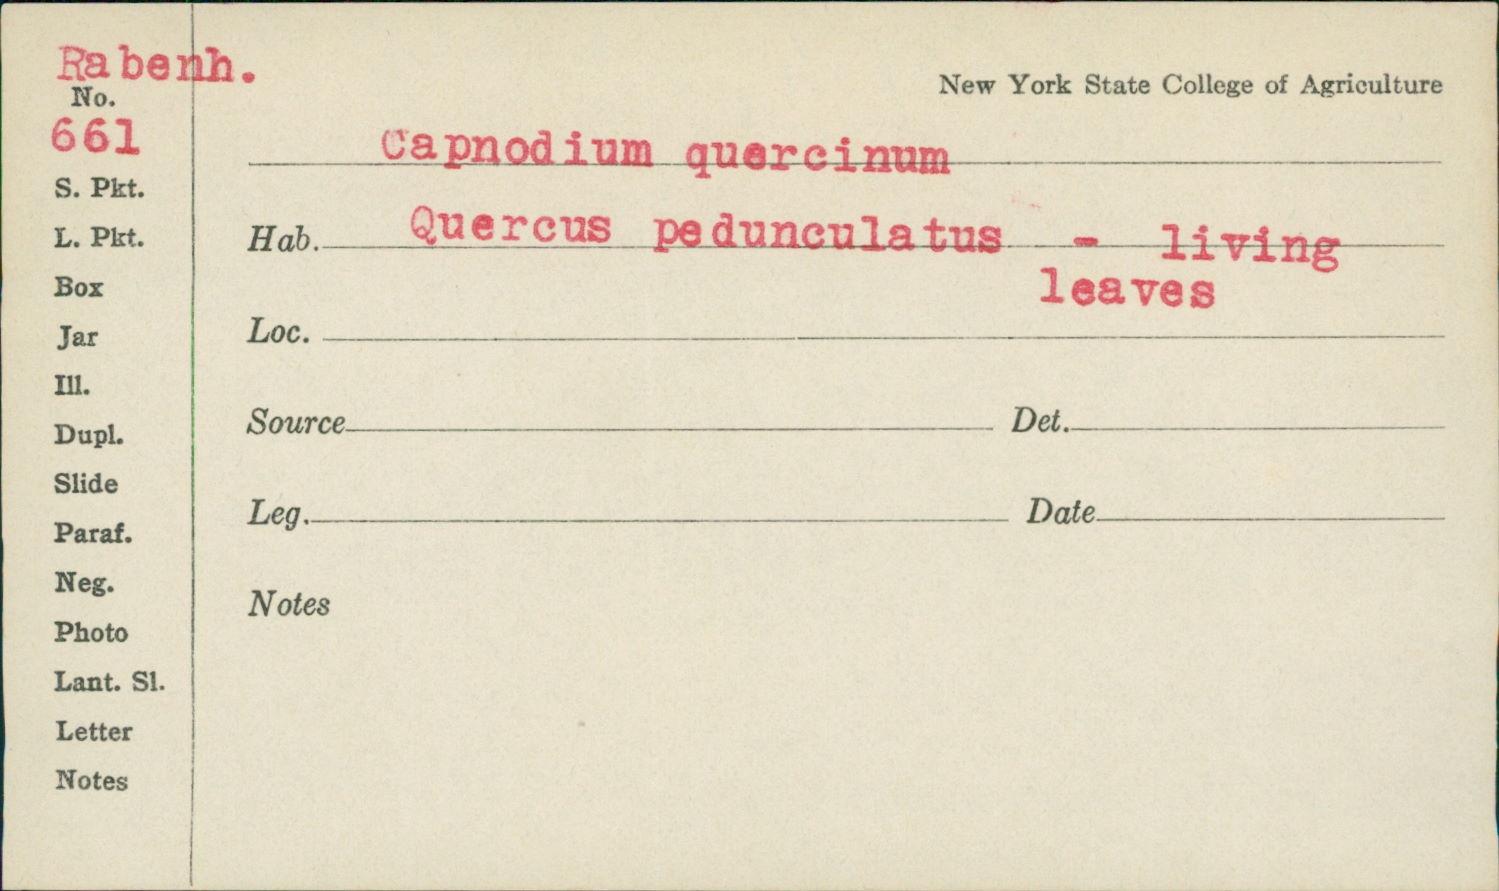 Rabenh.
No.
661
New York State College of Agriculture
Capnodium quercinum
S. Pkt.
L. Pkt.
Hab. Quercus pedunculatus - living
leaves
Box
Jar
Loc.
Ill.
Dupl.
Source Det.
Slide
Leg. Date
Paraf.
Neg.
Notes
Photo
Lant. Sl.
Letter
Notes